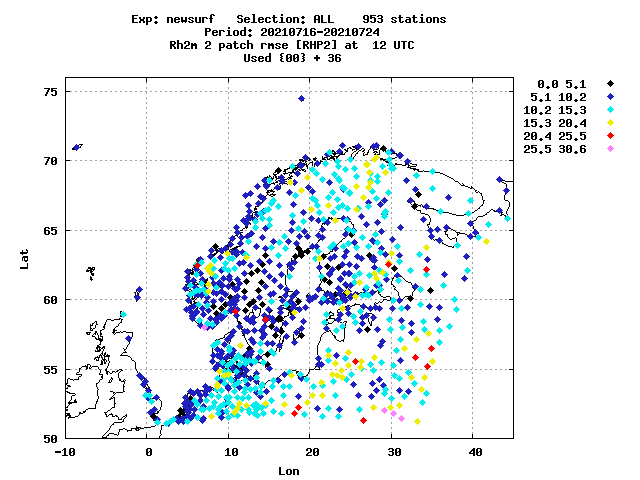 Exp: newsurf Selection: ALL 953 stations
Period: 20210716-20210724
Rh2m 2 patch rmse [RHP2] at 12 UTC
Used {00} + 36
0.0 5.1
5.1 10.2
10.2 15.3
15.3 20.4
20.4 25.5
25.5 30.6
75
70
65
60
55
50
Lat
-10 0 10 20 30 40
Lon